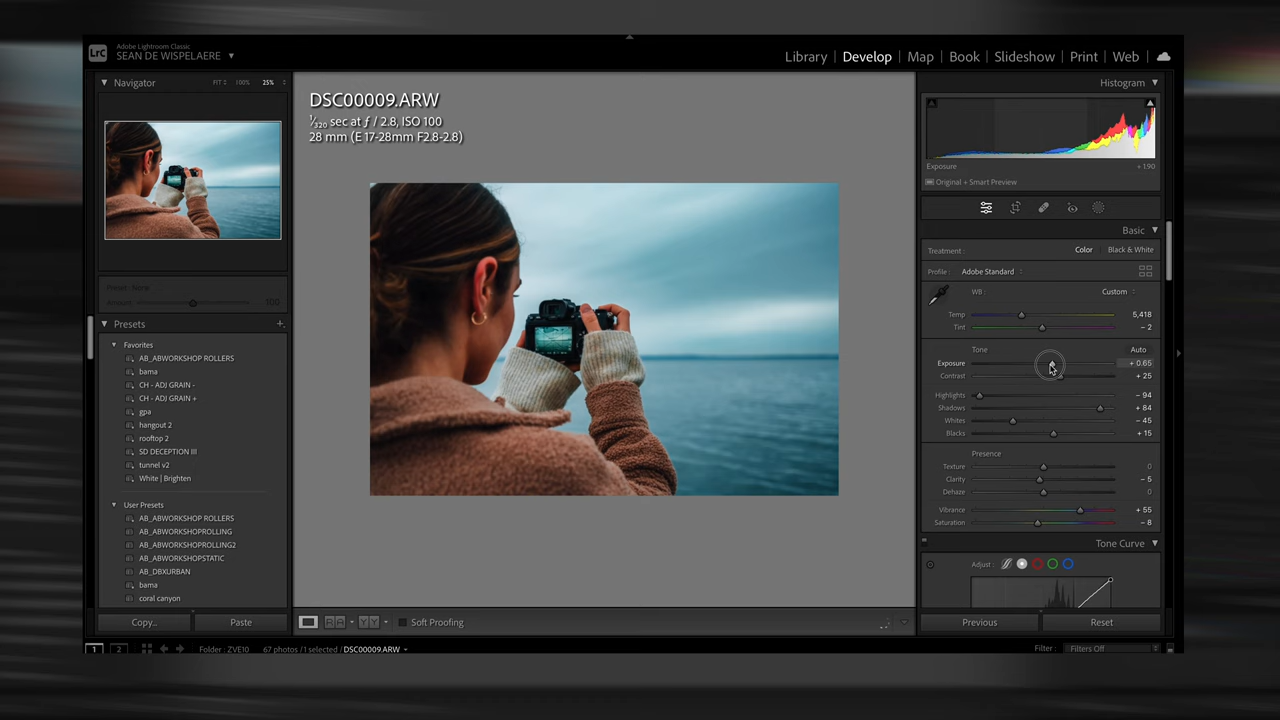 LrC
Adobe Lightroom Classic
SEAN DE WISPELAERE
Library Develop Map Book Slideshow Print Web
Navigator FIT 100% 25%
Preset: None
Amount 100
Presets
Favorites
AB_ABWORKSHOP ROLLERS
bama
CH - ADJ GRAIN -
CH - ADJ GRAIN +
gpa
hangout 2
rooftop 2
SD DECEPTION III
tunnel v2
White | Brighten
User Presets
AB_ABWORKSHOP ROLLERS
AB_ABWORKSHOPROLLING
AB_ABWORKSHOPROLLING2
AB_ABWORKSHOPSTATIC
AB_DBXURBAN
bama
coral canyon
Copy... Paste
DSC00009.ARW
1/320 sec at ƒ / 2.8, ISO 100
28 mm (E 17-28mm F2.8-2.8)
Soft Proofing
Histogram
Exposure + 1.90
Original + Smart Preview
Basic
Treatment : Color Black & White
Profile : Adobe Standard
WB : Custom
Temp 5,418
Tint – 2
Tone Auto
Exposure + 0.65
Contrast + 25
Highlights – 94
Shadows + 84
Whites – 45
Blacks + 15
Presence
Texture 0
Clarity – 5
Dehaze 0
Vibrance + 55
Saturation – 8
Tone Curve
Adjust :
Previous Reset
1 2 Folder : ZVE10 67 photos / 1 selected / DSC00009.ARW Filter : Filters Off